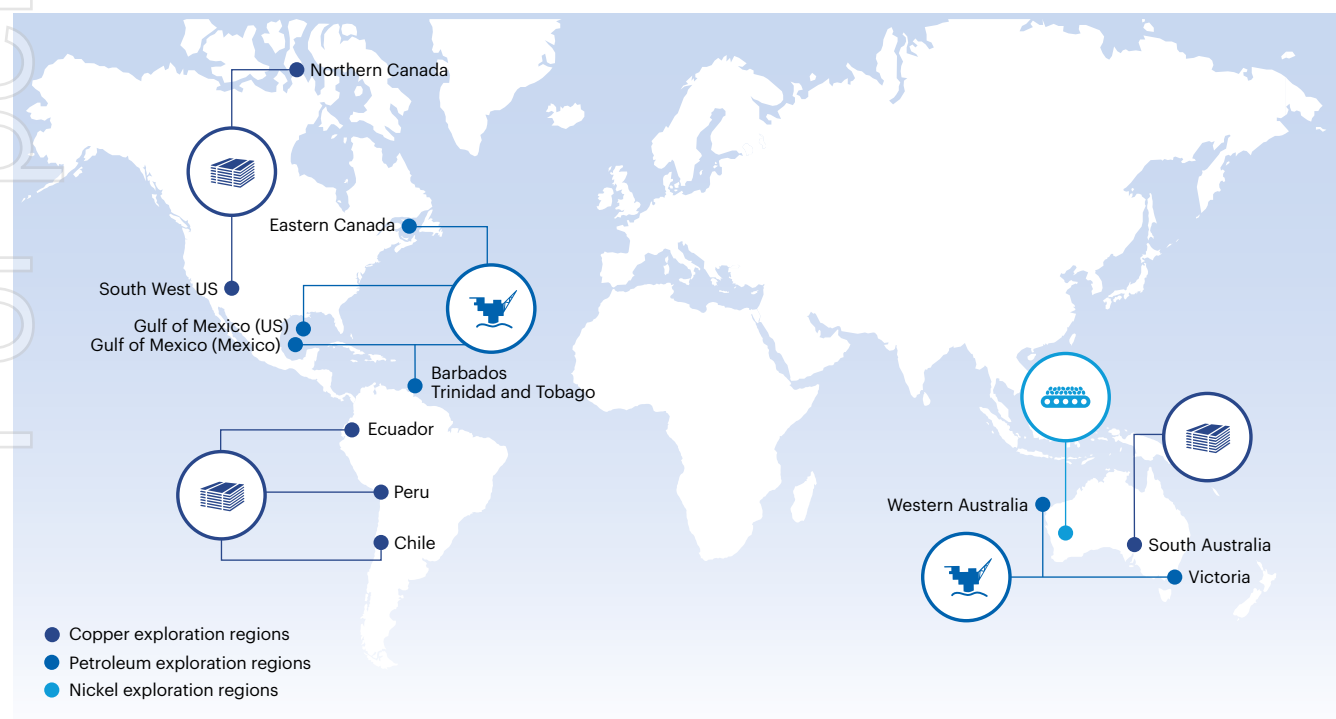 Northern Canada
Eastern Canada
South West US
Gulf of Mexico (US)
Gulf of Mexico (Mexico)
Barbados
Trinidad and Tobago
Ecuador
Peru
Chile
Western Australia
South Australia
Victoria
Copper exploration regions
Petroleum exploration regions
Nickel exploration regions